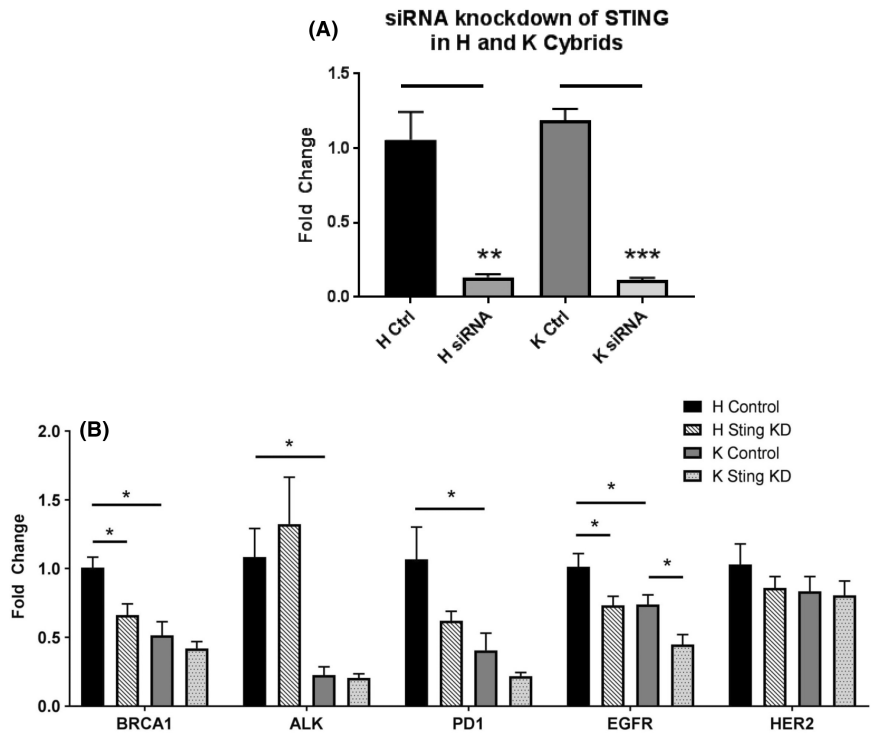 (A)
siRNA knockdown of STING
in H and K Cybrids
Fold Change
1.5
1.0
0.5
0.0
**
***
H Ctrl
H siRNA
K Ctrl
K siRNA
(B)
H Control
H Sting KD
K Control
K Sting KD
Fold Change
2.0
1.5
1.0
0.5
0.0
*
*
*
*
*
*
*
BRCA1
ALK
PD1
EGFR
HER2